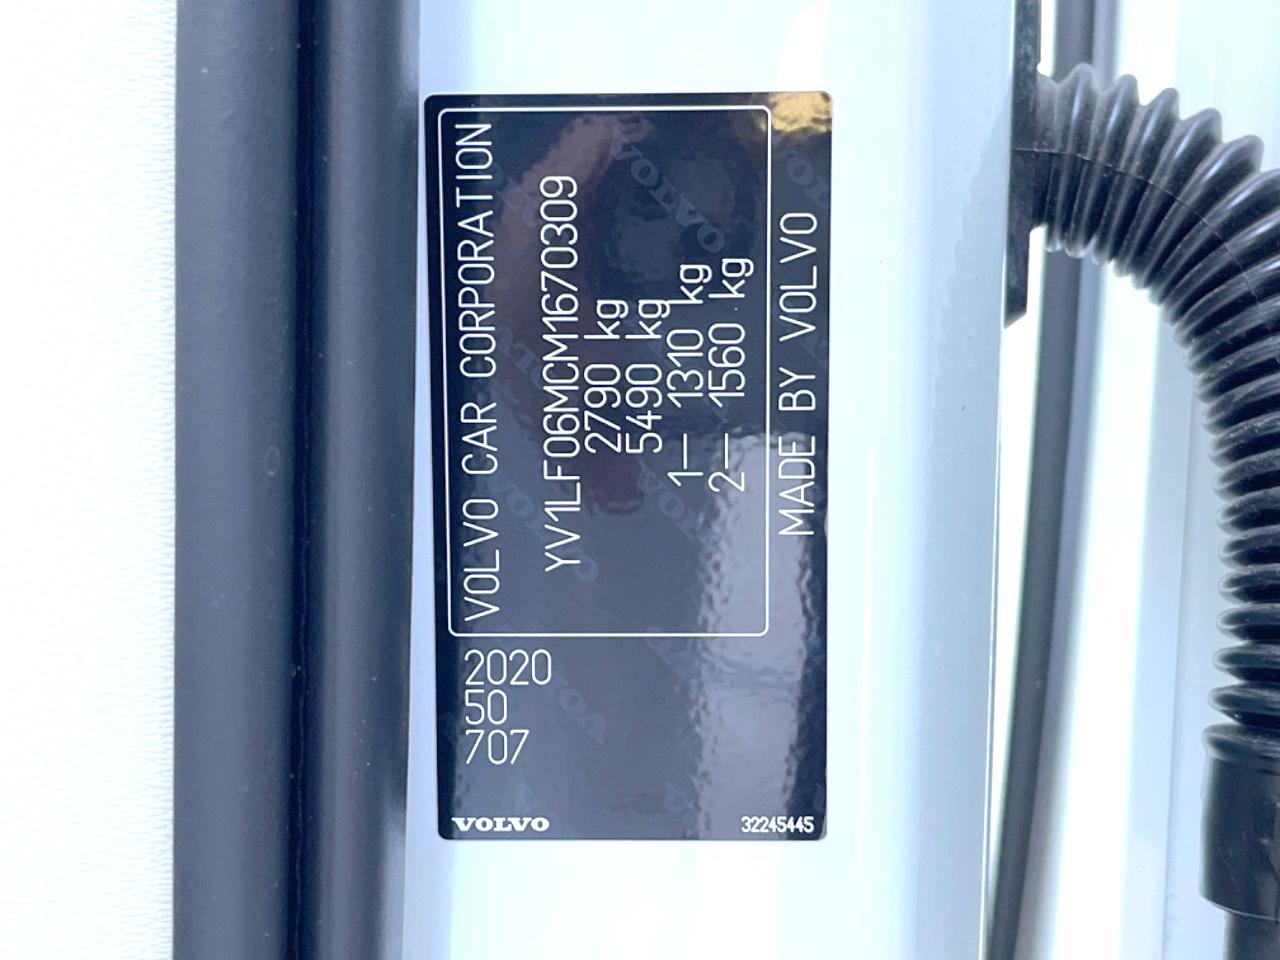 VOLVO CAR CORPORATION
YV1LF06MCM1670309
2790 kg
5490 kg
1— 1310 kg
2— 1560 kg
MADE BY VOLVO
2020
50
707
VOLVO
32245445